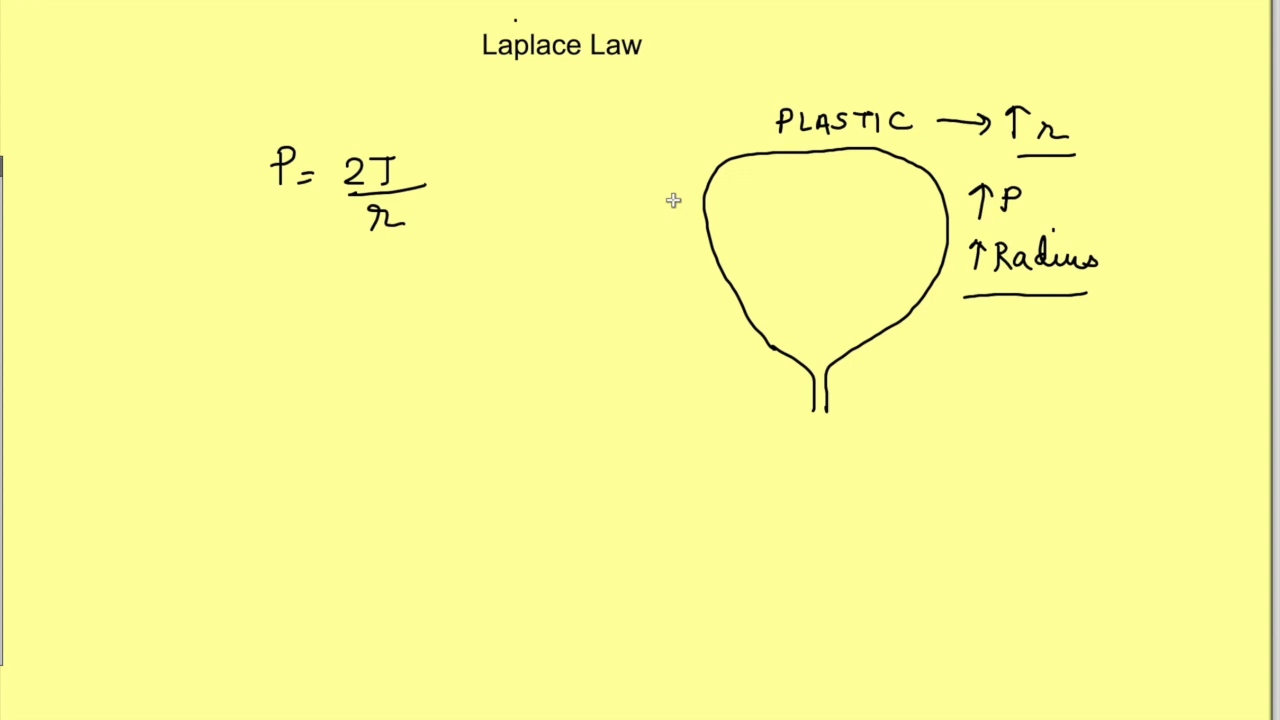 Laplace Law
P = 2T
r
PLASTIC → ↑ r
↑ P
↑ Radius